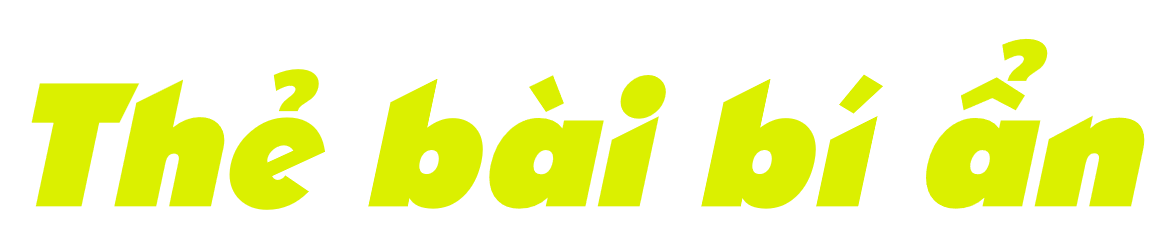 Thẻ bài bí ẩn